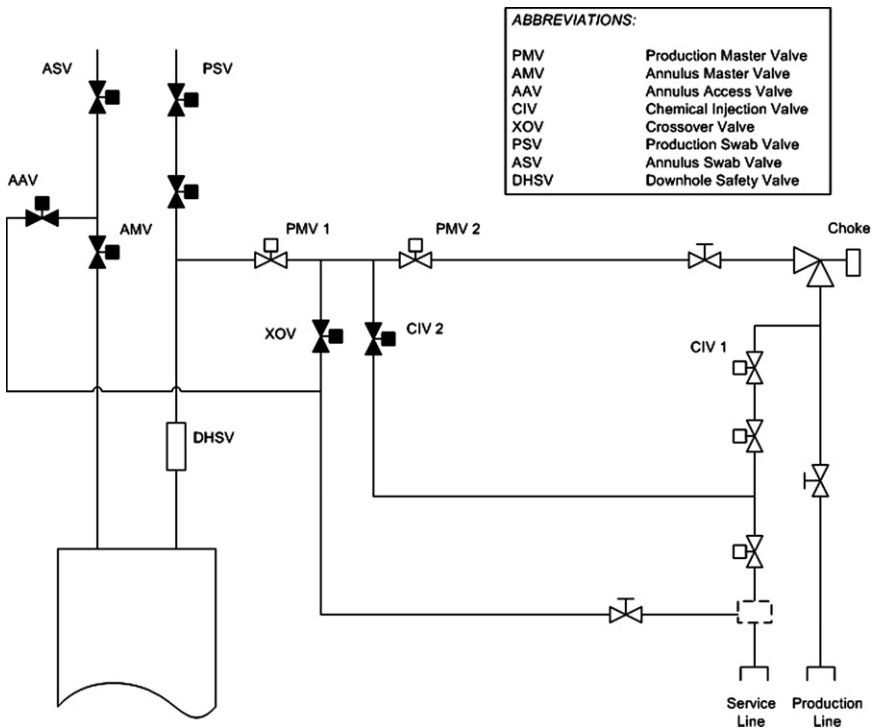 ABBREVIATIONS:
PMV Production Master Valve
AMV Annulus Master Valve
AAV Annulus Access Valve
CIV Chemical Injection Valve
XOV Crossover Valve
PSV Production Swab Valve
ASV Annulus Swab Valve
DHSV Downhole Safety Valve
ASV
PSV
AAV
AMV
PMV 1
PMV 2
Choke
XOV
CIV 2
CIV 1
DHSV
Service
Line
Production
Line